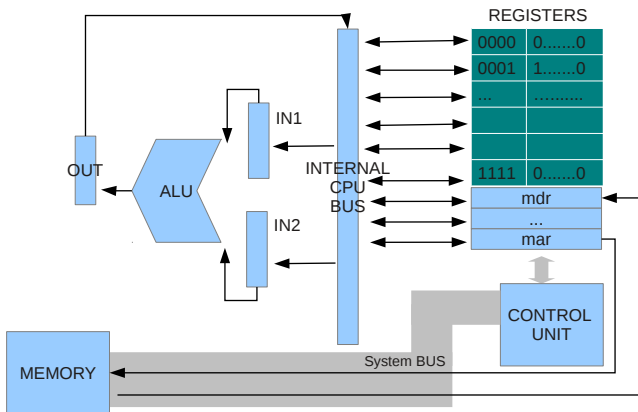 REGISTERS
0000 0.......0
0001 1.......0
... ..........
1111 0.......0
mdr
...
mar
IN1
IN2
OUT
ALU
INTERNAL
CPU
BUS
CONTROL
UNIT
System BUS
MEMORY